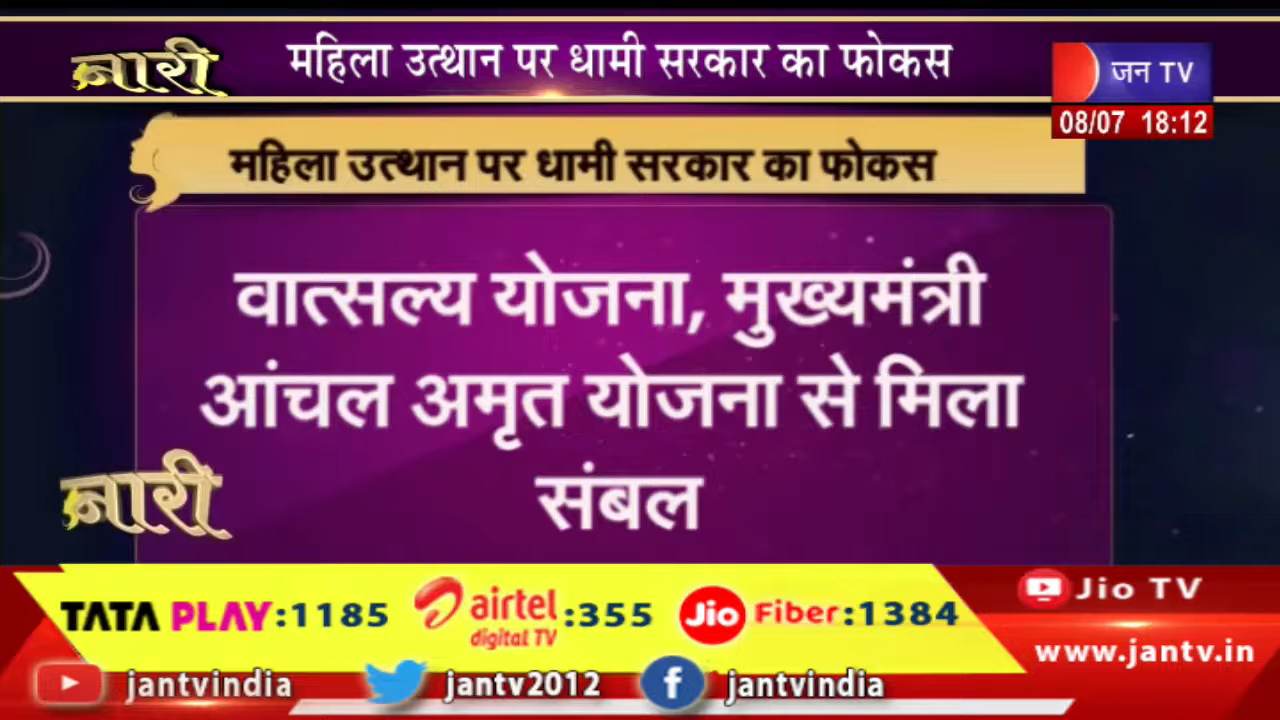 नारी
महिला उत्थान पर धामी सरकार का फोकस
जन TV
08/07 18:12
महिला उत्थान पर धामी सरकार का फोकस
वात्सल्य योजना, मुख्यमंत्री
आंचल अमृत योजना से मिला
संबल
नारी
TATA PLAY:1185
airtel digital TV :355
Jio Fiber:1384
Jio TV
www.jantv.in
jantvindia
jantv2012
jantvindia